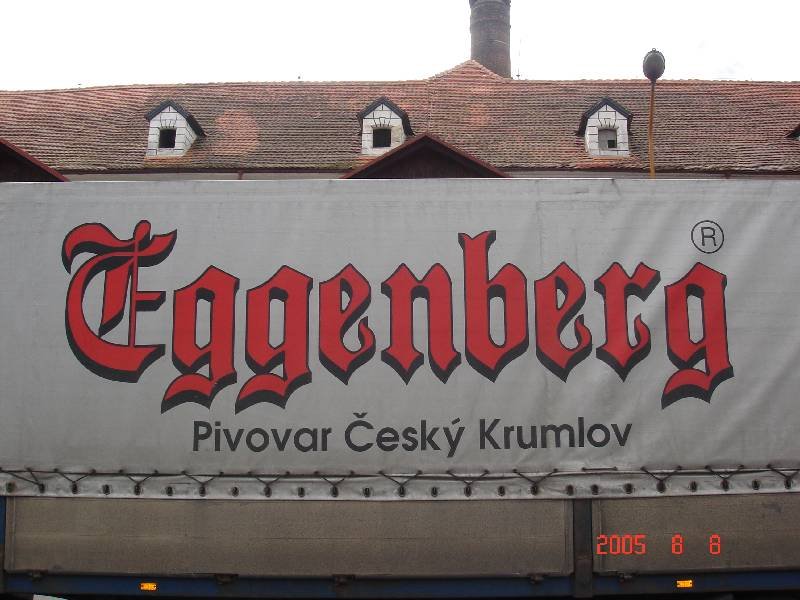 Eggenberg ®
Pivovar Český Krumlov
2005 8 8